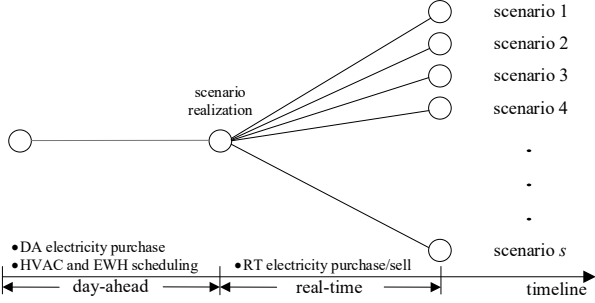 scenario 1
scenario 2
scenario 3
scenario 4
scenario
realization
scenario s
●DA electricity purchase
●HVAC and EWH scheduling
●RT electricity purchase/sell
day-ahead
real-time
timeline